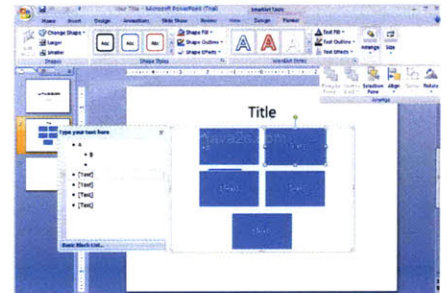 Your Title - Microsoft PowerPoint (Trial)
SmartArt Tools
Home Insert Design Animations Slide Show Review View Design Format
Change Shape
Larger
Smaller
Shapes
Abc Abc Abc
Shape Fill
Shape Outline
Shape Effects
Shape Styles
A A A
Text Fill
Text Outline
Text Effects
WordArt Styles
Arrange
Size
Selection Pane
Align
Group
Rotate
Arrange
Title
Type your text here
A
B
[Text]
[Text]
[Text]
[Text]
Basic Block List...